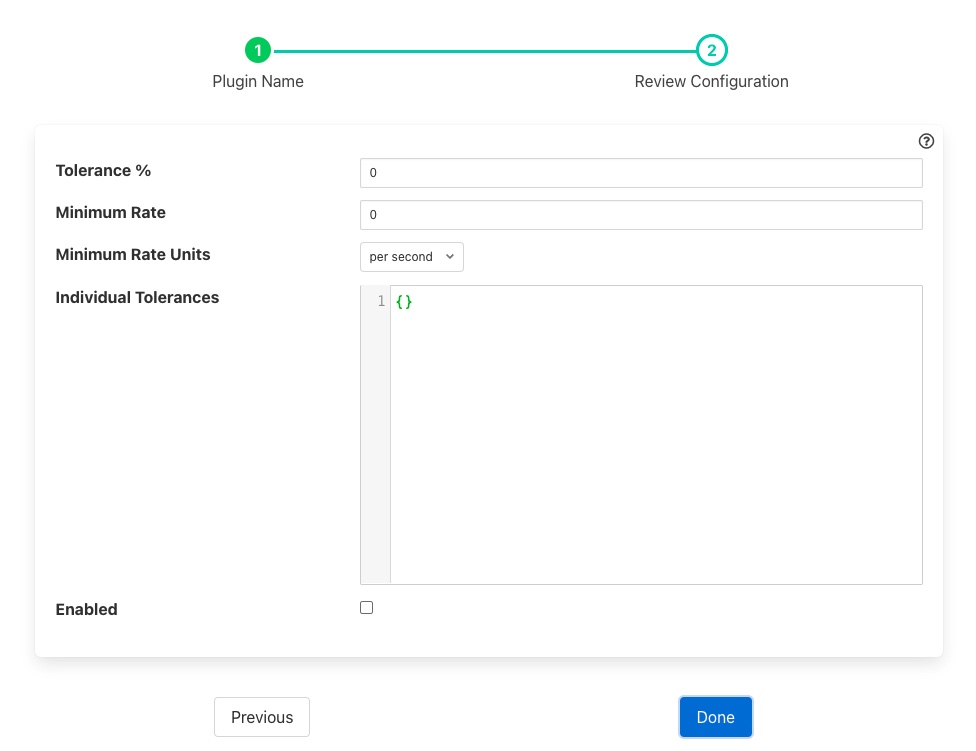 1
2
Plugin Name
Review Configuration
Tolerance %
0
Minimum Rate
0
Minimum Rate Units
per second
Individual Tolerances
1 {}
Enabled
Previous
Done